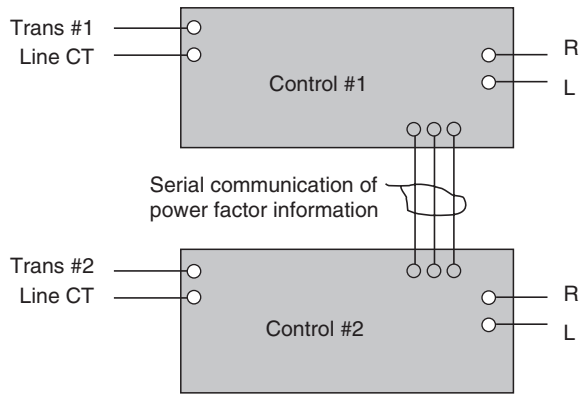 Trans #1
Line CT
Control #1
R
L
Serial communication of
power factor information
Trans #2
Line CT
Control #2
R
L